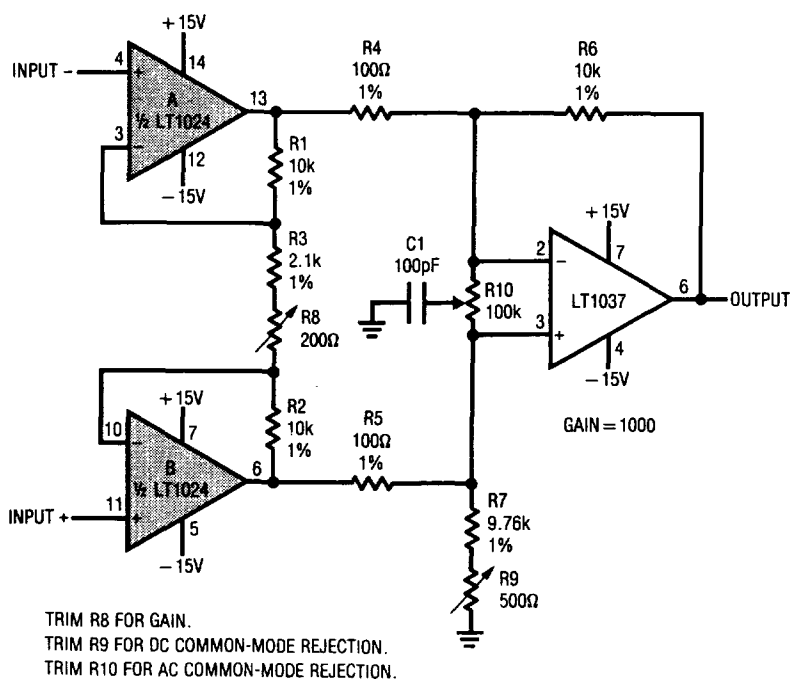 +15V
INPUT −
4
+
14
A
½ LT1024
13
3
−
12
−15V
R4
100Ω
1%
R6
10k
1%
R1
10k
1%
R3
2.1k
1%
R8
200Ω
C1
100pF
R10
100k
+15V
2
−
7
LT1037
6
OUTPUT
3
+
4
−15V
GAIN = 1000
+15V
10
−
7
B
½ LT1024
6
INPUT +
11
+
5
−15V
R2
10k
1%
R5
100Ω
1%
R7
9.76k
1%
R9
500Ω
TRIM R8 FOR GAIN.
TRIM R9 FOR DC COMMON-MODE REJECTION.
TRIM R10 FOR AC COMMON-MODE REJECTION.